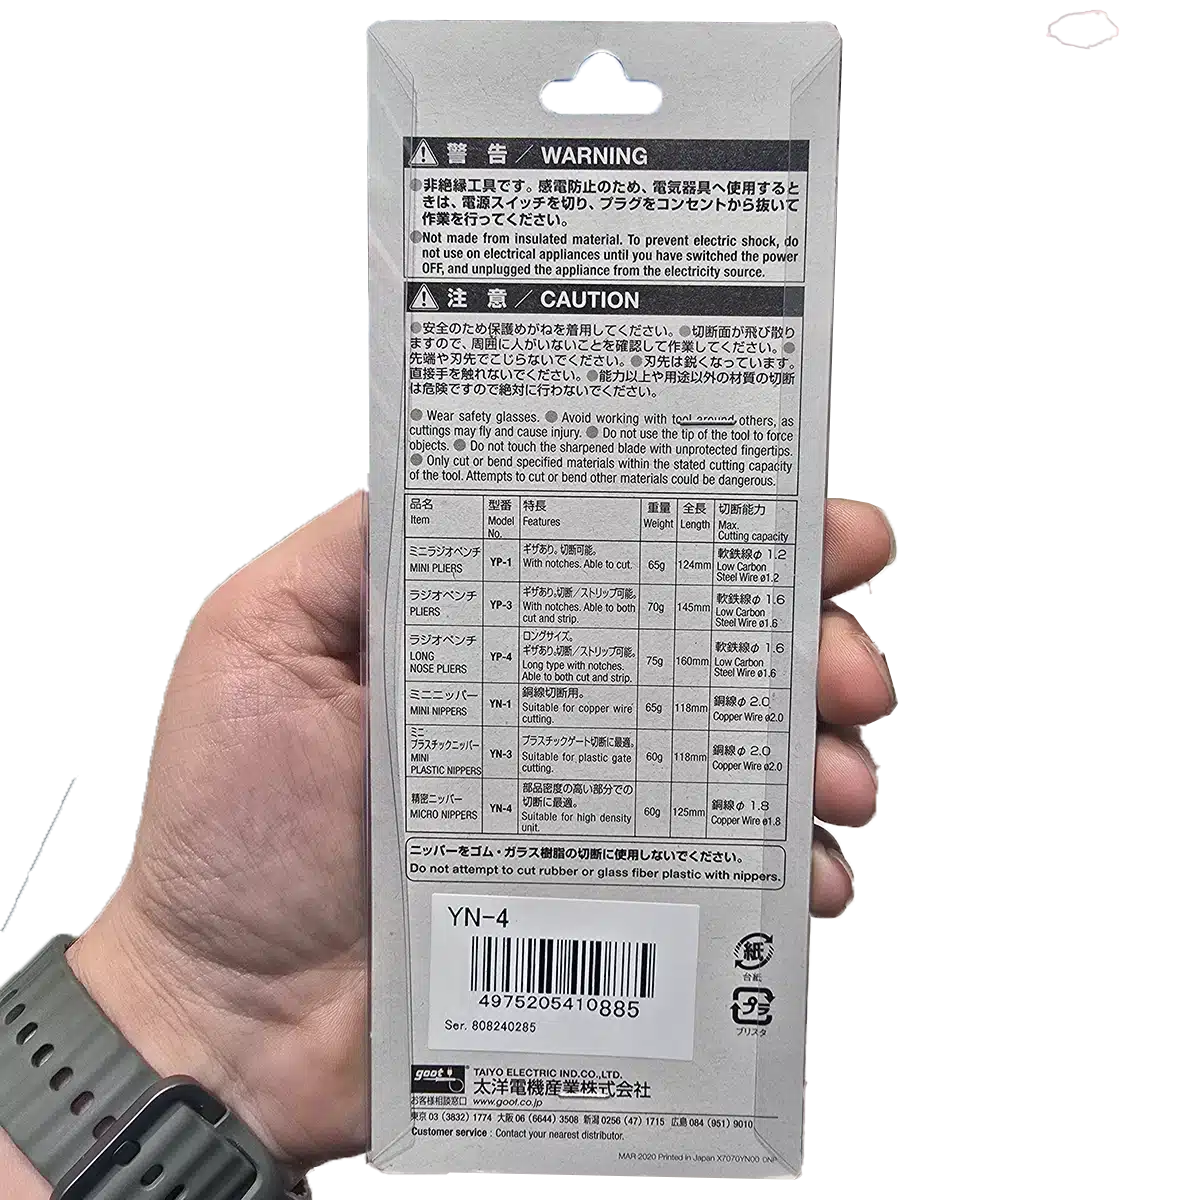 警 告 / WARNING
●非絶縁工具です。感電防止のため、電気器具へ使用すると
きは、電源スイッチを切り、プラグをコンセントから抜いて
作業を行ってください。
●Not made from insulated material. To prevent electric shock, do
not use on electrical appliances until you have switched the power
OFF, and unplugged the appliance from the electricity source.
注 意 / CAUTION
●安全のため保護めがねを着用してください。●切断面が飛び散り
ますので、周囲に人がいないことを確認して作業してください。●
先端や刃先でこじらないでください。●刃先は鋭くなっています。
直接手を触れないでください。●能力以上や用途以外の材質の切断
は危険ですので絶対に行わないでください。
● Wear safety glasses. ● Avoid working with tool around others, as
cuttings may fly and cause injury. ● Do not use the tip of the tool to force
objects. ● Do not touch the sharpened blade with unprotected fingertips.
● Only cut or bend specified materials within the stated cutting capacity
of the tool. Attempts to cut or bend other materials could be dangerous.
品名 型番 特長 重量 全長 切断能力
Item Model No. Features Weight Length Max. Cutting capacity
ミニラジオペンチ ギザあり。切断可能。 軟鉄線φ 1.2
MINI PLIERS YP-1 With notches. Able to cut. 65g 124mm Low Carbon
Steel Wire ø1.2
ラジオペンチ ギザあり。切断/ストリップ可能。 軟鉄線φ 1.6
PLIERS YP-3 With notches. Able to both 70g 145mm Low Carbon
cut and strip. Steel Wire ø1.6
ラジオペンチ ロングサイズ。
ギザあり。切断/ストリップ可能。 軟鉄線φ 1.6
LONG YP-4 Long type with notches. 75g 160mm Low Carbon
NOSE PLIERS Able to both cut and strip. Steel Wire ø1.6
ミニニッパー 銅線切断用。 銅線φ 2.0
MINI NIPPERS YN-1 Suitable for copper wire 65g 118mm Copper Wire ø2.0
cutting.
ミニ
プラスチックニッパー プラスチックゲート切断に最適。 銅線φ 2.0
MINI YN-3 Suitable for plastic gate 60g 118mm Copper Wire ø2.0
PLASTIC NIPPERS cutting.
精密ニッパー 部品密度の高い部分での
切断に最適。 銅線φ 1.8
MICRO NIPPERS YN-4 Suitable for high density 60g 125mm Copper Wire ø1.8
unit.
ニッパーをゴム・ガラス樹脂の切断に使用しないでください。
Do not attempt to cut rubber or glass fiber plastic with nippers.
YN-4
4975205410885
Ser. 808240285
紙
台紙
プラ
ブリスタ
goot® TAIYO ELECTRIC IND.CO.,LTD.
太洋電機産業株式会社
お客様相談窓口 www.goot.co.jp
東京 03 (3832) 1774 大阪 06 (6644) 3508 新潟 0256 (47) 1715 広島 084 (951) 9010
Customer service : Contact your nearest distributor.
MAR 2020 Printed in Japan X7070YN00 DNP